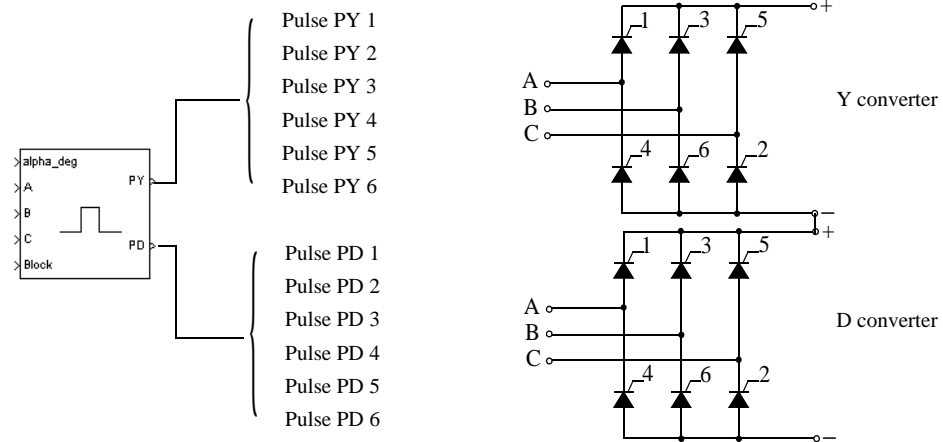 Pulse PY 1
Pulse PY 2
Pulse PY 3
Pulse PY 4
Pulse PY 5
Pulse PY 6
alpha_deg
A
B
C
Block
PY
PD
Pulse PD 1
Pulse PD 2
Pulse PD 3
Pulse PD 4
Pulse PD 5
Pulse PD 6
+
1 3 5
A
B
C
4 6 2
−
Y converter
+
1 3 5
A
B
C
4 6 2
−
D converter